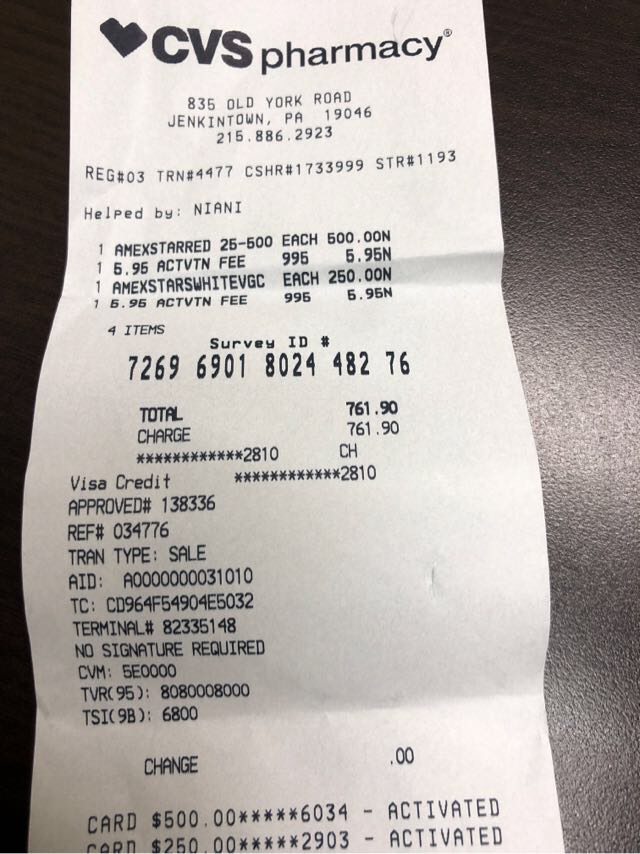 CVS pharmacy®
835 OLD YORK ROAD
JENKINTOWN, PA 19046
215.886.2923
REG#03 TRN#4477 CSHR#1733999 STR#1193
Helped by: NIANI
1 AMEXSTARRED 25-500 EACH 500.00N
1 5.95 ACTVTN FEE 995 5.95N
1 AMEXSTARSWHITEVGC EACH 250.00N
1 5.95 ACTVTN FEE 995 5.95N
4 ITEMS
Survey ID #
7269 6901 8024 482 76
TOTAL 761.90
CHARGE 761.90
************2810 CH
Visa Credit ************2810
APPROVED# 138336
REF# 034776
TRAN TYPE: SALE
AID: A0000000031010
TC: CD964F54904E5032
TERMINAL# 82335148
NO SIGNATURE REQUIRED
CVM: 5E0000
TVR(95): 8080008000
TSI(9B): 6800
CHANGE .00
CARD $500.00*****6034 - ACTIVATED
CARD $250.00*****2903 - ACTIVATED